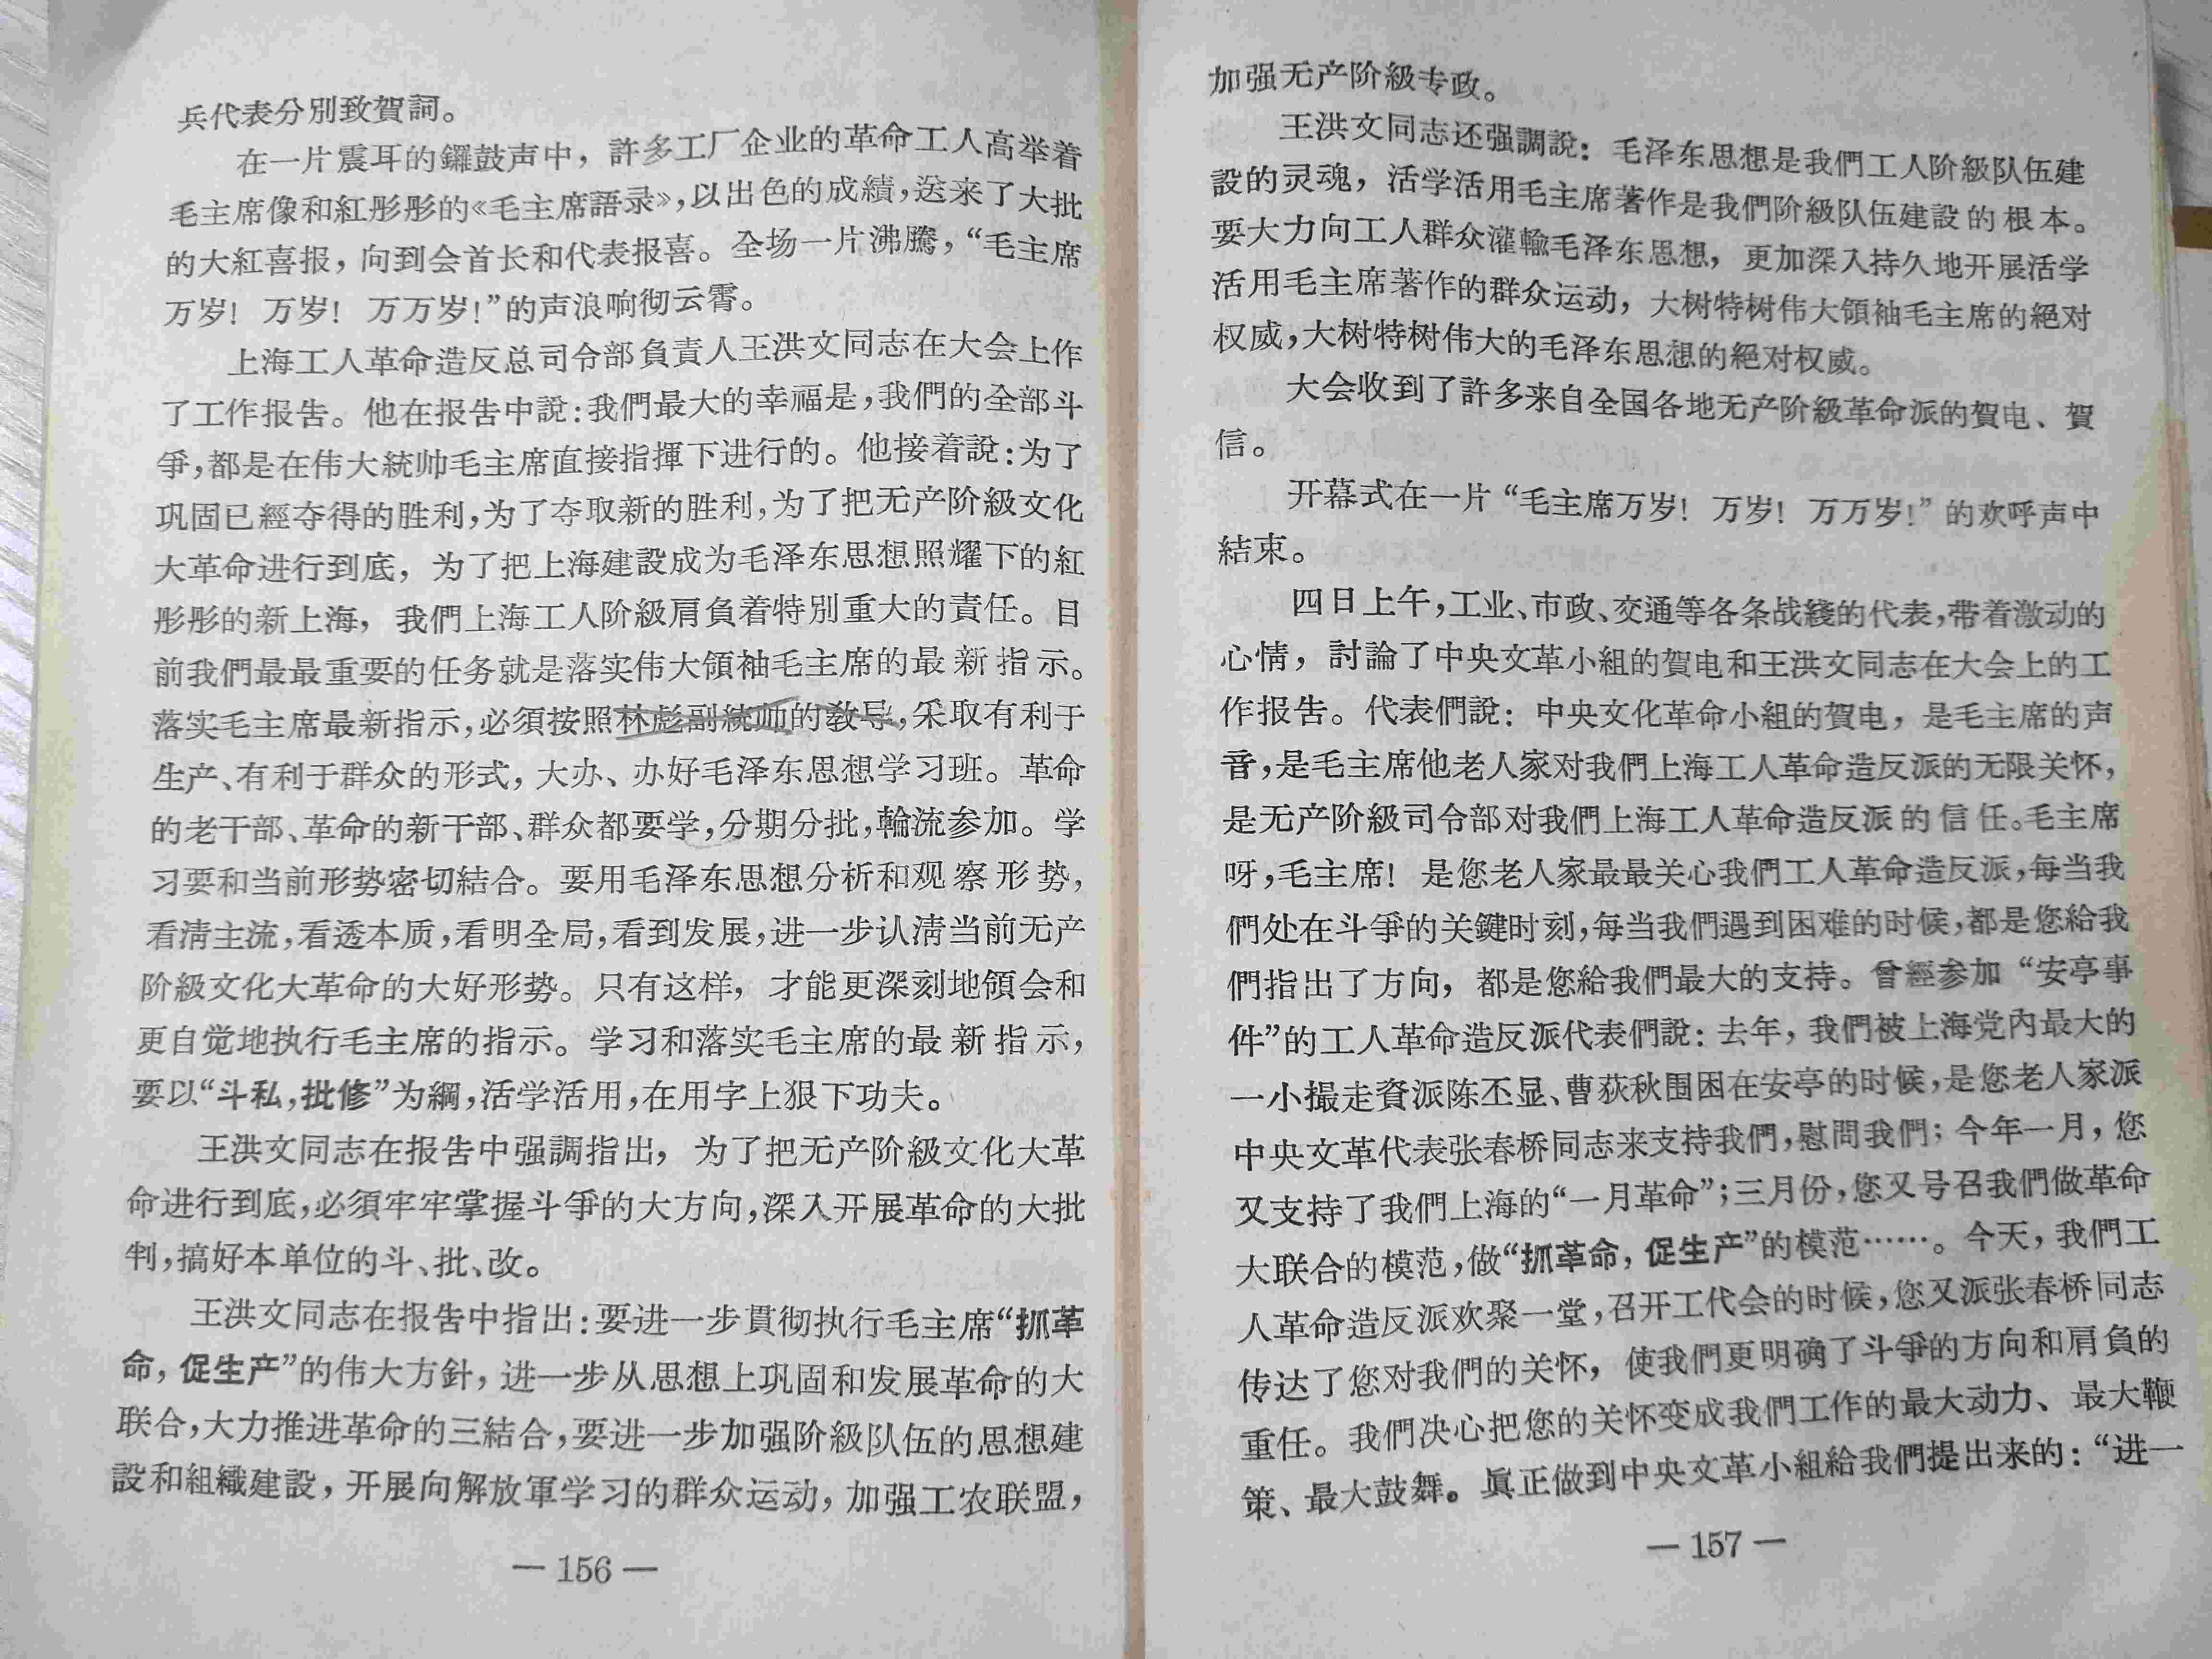 兵代表分別致賀詞。
在一片震耳的鑼鼓声中，許多工厂企业的革命工人高举着
毛主席像和紅彤彤的《毛主席語录》，以出色的成績，送来了大批
的大紅喜报，向到会首长和代表报喜。全场一片沸騰，“毛主席
万岁！万岁！万万岁！”的声浪响彻云霄。
上海工人革命造反总司令部負責人王洪文同志在大会上作
了工作报告。他在报告中說：我們最大的幸福是，我們的全部斗
爭，都是在伟大統帅毛主席直接指揮下进行的。他接着說：为了
巩固已經夺得的胜利，为了夺取新的胜利，为了把无产阶級文化
大革命进行到底，为了把上海建設成为毛泽东思想照耀下的紅
彤彤的新上海，我們上海工人阶級肩負着特別重大的責任。目
前我們最最重要的任务就是落实伟大領袖毛主席的最新指示。
落实毛主席最新指示，必須按照林彪副統帅的敎导，采取有利于
生产、有利于群众的形式，大办、办好毛泽东思想学习班。革命
的老干部、革命的新干部、群众都要学，分期分批，輪流参加。学
习要和当前形势密切結合。要用毛泽东思想分析和观察形势，
看淸主流，看透本质，看明全局，看到发展，进一步认淸当前无产
阶級文化大革命的大好形势。只有这样，才能更深刻地領会和
更自觉地执行毛主席的指示。学习和落实毛主席的最新指示，
要以“斗私，批修”为綱，活学活用，在用字上狠下功夫。
王洪文同志在报告中强調指出，为了把无产阶級文化大革
命进行到底，必須牢牢掌握斗爭的大方向，深入开展革命的大批
判，搞好本单位的斗、批、改。
王洪文同志在报告中指出：要进一步貫彻执行毛主席“抓革
命，促生产”的伟大方針，进一步从思想上巩固和发展革命的大
联合，大力推进革命的三結合，要进一步加强阶級队伍的思想建
設和組織建設，开展向解放軍学习的群众运动，加强工农联盟，
— 156 —
加强无产阶級专政。
王洪文同志还强調說：毛泽东思想是我們工人阶級队伍建
設的灵魂，活学活用毛主席著作是我們阶級队伍建設的根本。
要大力向工人群众灌輸毛泽东思想，更加深入持久地开展活学
活用毛主席著作的群众运动，大树特树伟大領袖毛主席的絕对
权威，大树特树伟大的毛泽东思想的絕对权威。
大会收到了許多来自全国各地无产阶級革命派的賀电、賀
信。
开幕式在一片“毛主席万岁！万岁！万万岁！”的欢呼声中
結束。
四日上午，工业、市政、交通等各条战綫的代表，带着激动的
心情，討論了中央文革小組的賀电和王洪文同志在大会上的工
作报告。代表們說：中央文化革命小組的賀电，是毛主席的声
音，是毛主席他老人家对我們上海工人革命造反派的无限关怀，
是无产阶級司令部对我們上海工人革命造反派的信任。毛主席
呀，毛主席！是您老人家最最关心我們工人革命造反派，每当我
們处在斗爭的关鍵时刻，每当我們遇到困难的时候，都是您給我
們指出了方向，都是您給我們最大的支持。曾經参加“安亭事
件”的工人革命造反派代表們說：去年，我們被上海党內最大的
一小撮走資派陈丕显、曹荻秋围困在安亭的时候，是您老人家派
中央文革代表张春桥同志来支持我們，慰問我們；今年一月，您
又支持了我們上海的“一月革命”；三月份，您又号召我們做革命
大联合的模范，做“抓革命，促生产”的模范……。今天，我們工
人革命造反派欢聚一堂，召开工代会的时候，您又派张春桥同志
传达了您对我們的关怀，使我們更明确了斗爭的方向和肩負的
重任。我們决心把您的关怀变成我們工作的最大动力、最大鞭
策、最大鼓舞。眞正做到中央文革小組給我們提出来的：“进一
— 157 —